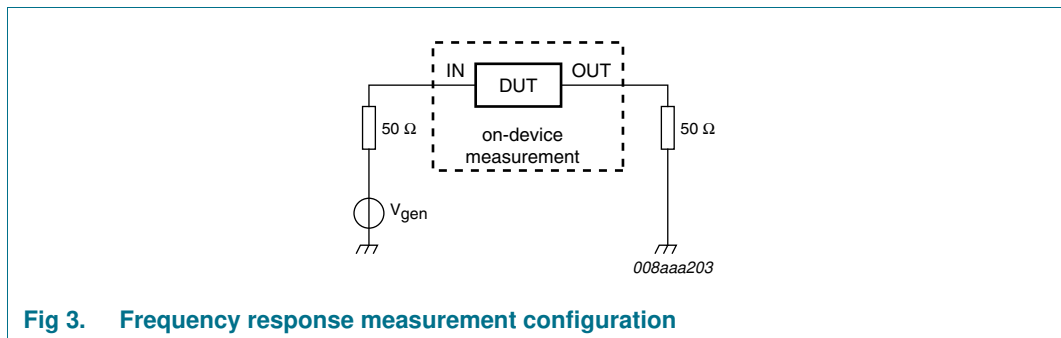 IN
DUT
OUT
50 Ω
50 Ω
on-device
measurement
Vgen
008aaa203
Fig 3. Frequency response measurement configuration